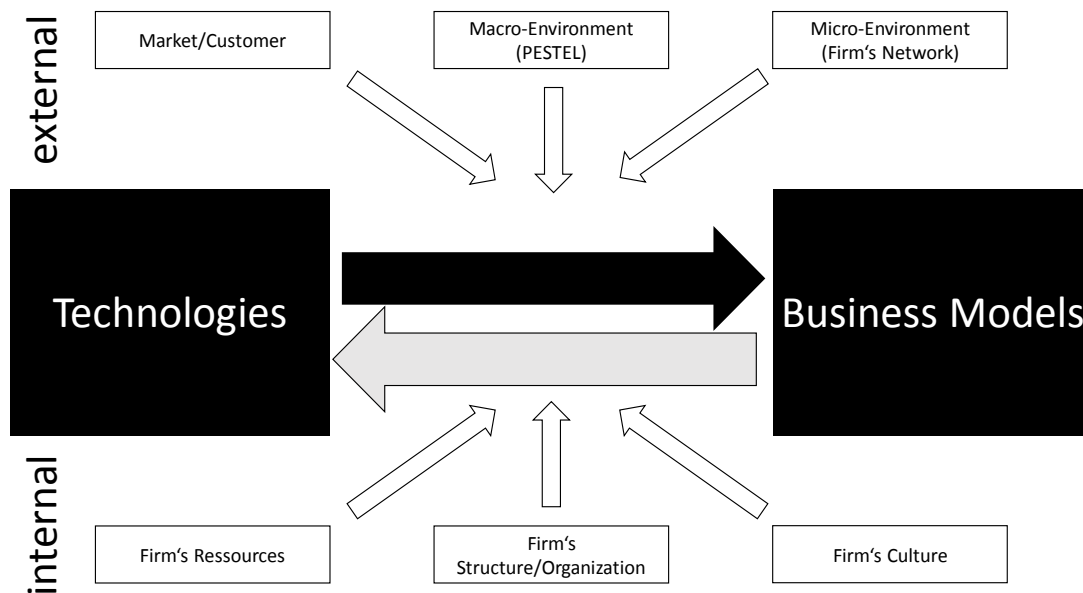 external
Market/Customer
Macro-Environment
(PESTEL)
Micro-Environment
(Firm‘s Network)
Technologies
Business Models
internal
Firm‘s Ressources
Firm‘s
Structure/Organization
Firm‘s Culture